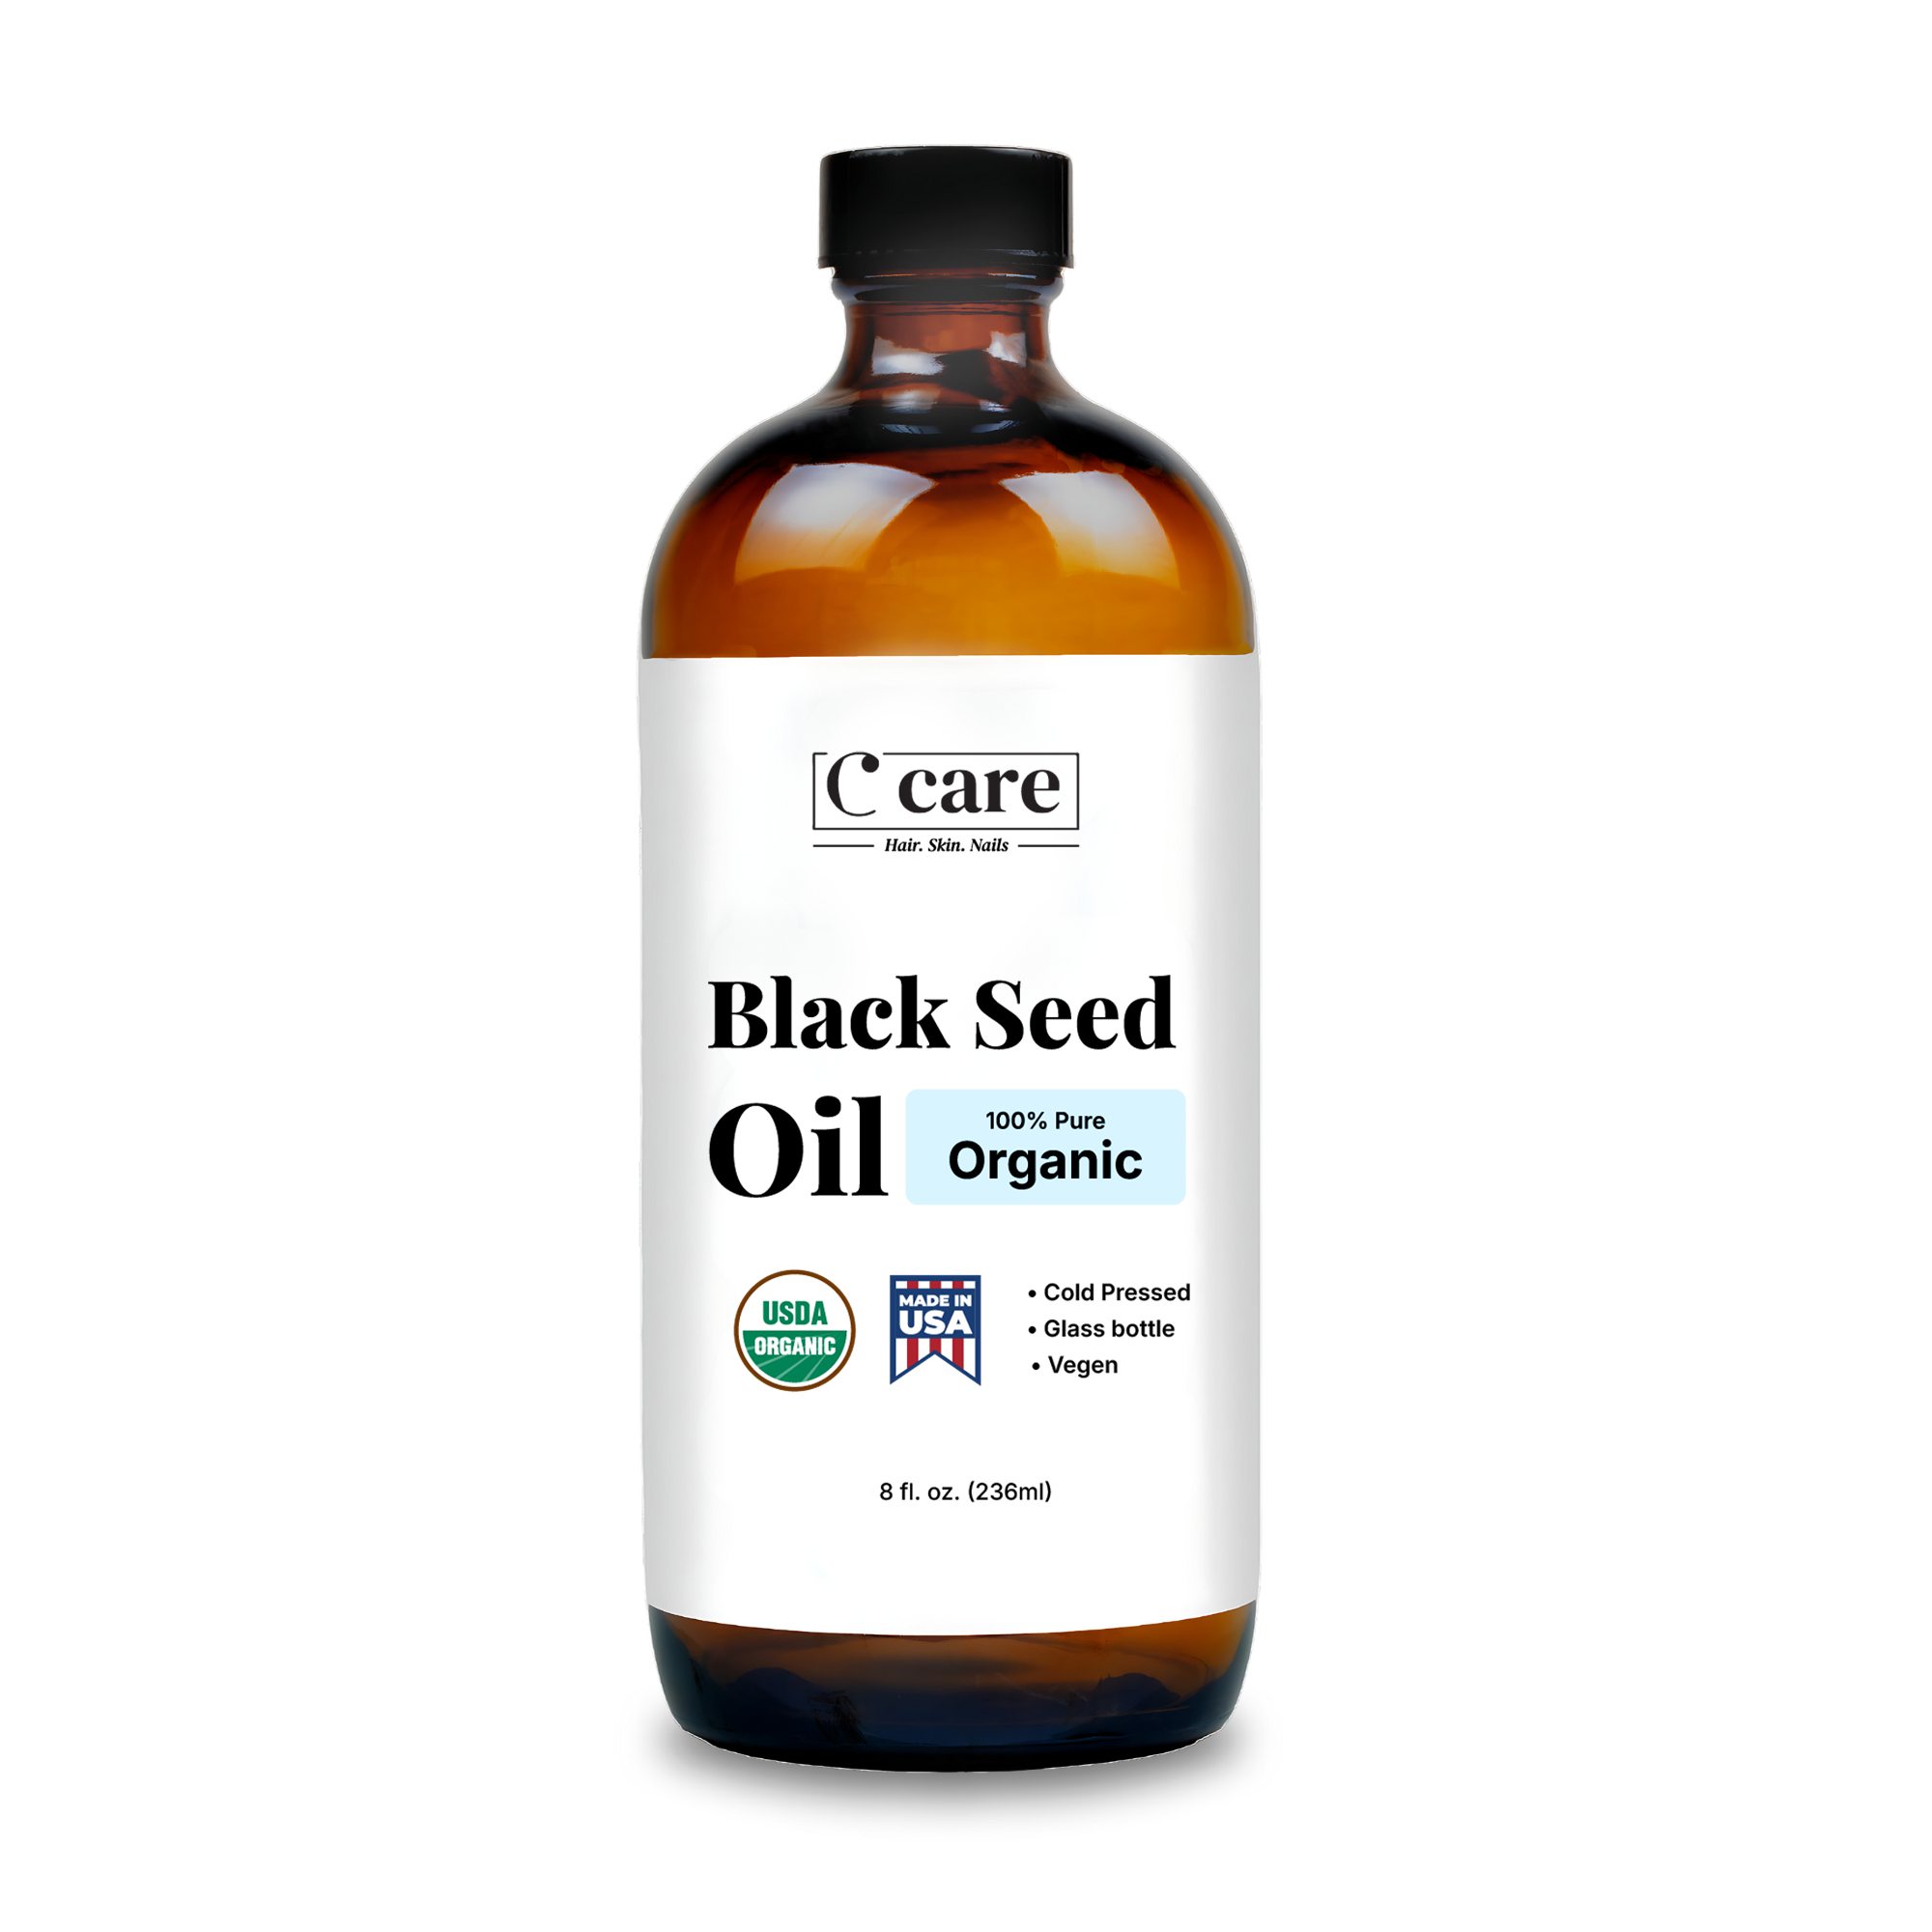 C care
Hair. Skin. Nails
Black Seed
Oil
100% Pure
Organic
USDA
ORGANIC
MADE IN
USA
• Cold Pressed
• Glass bottle
• Vegen
8 fl. oz. (236ml)